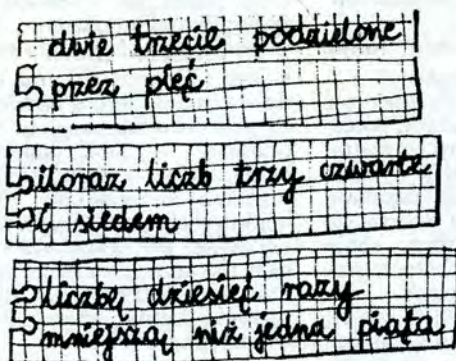 dwie trzecie podzielone
przez pięć
iloraz liczb trzy czwarte
i siedem
liczbę dziesięć razy
mniejszą niż jedna piąta